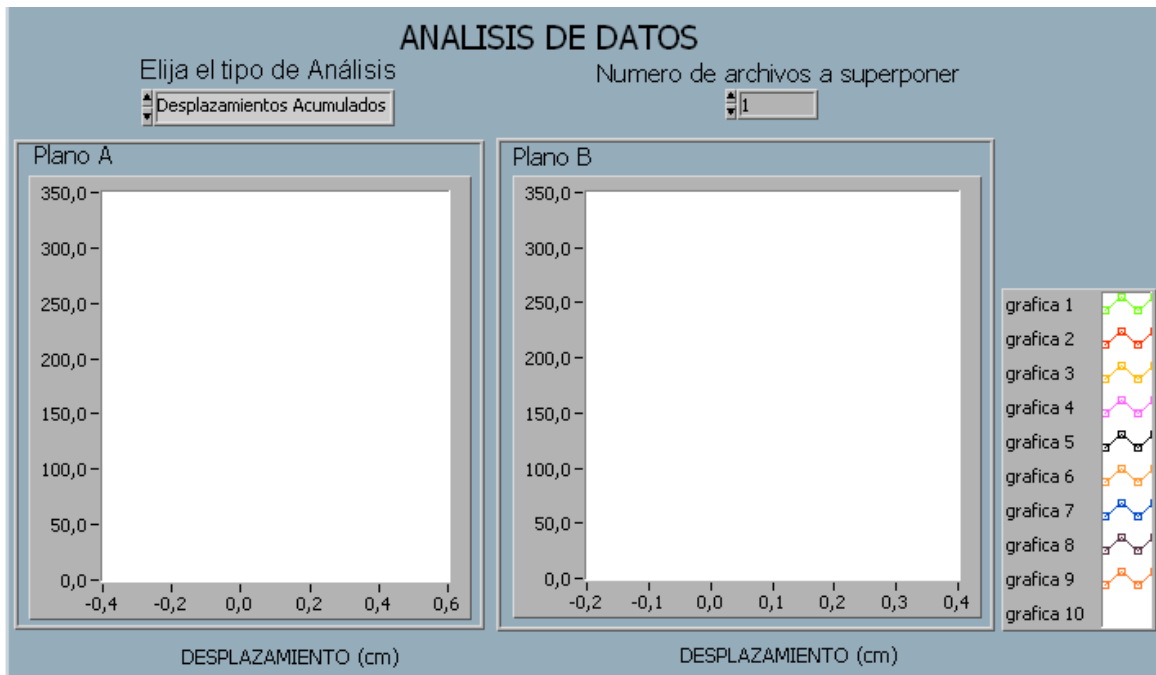 ANALISIS DE DATOS
Elija el tipo de Análisis
Desplazamientos Acumulados
Numero de archivos a superponer
1
Plano A
350,0
300,0
250,0
200,0
150,0
100,0
50,0
0,0
-0,4 -0,2 0,0 0,2 0,4 0,6
DESPLAZAMIENTO (cm)
Plano B
350,0
300,0
250,0
200,0
150,0
100,0
50,0
0,0
-0,2 -0,1 0,0 0,1 0,2 0,3 0,4
DESPLAZAMIENTO (cm)
grafica 1
grafica 2
grafica 3
grafica 4
grafica 5
grafica 6
grafica 7
grafica 8
grafica 9
grafica 10